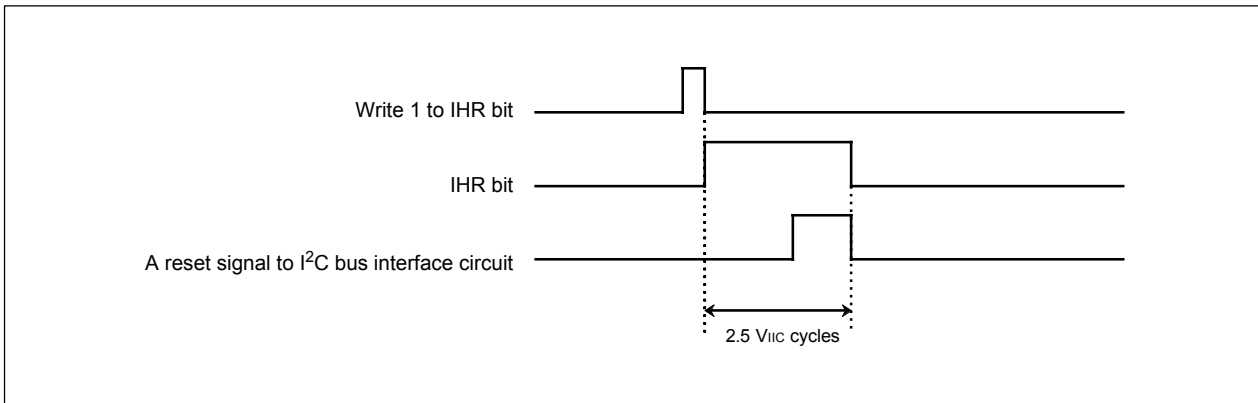 Write 1 to IHR bit
IHR bit
A reset signal to I²C bus interface circuit
2.5 VIIC cycles